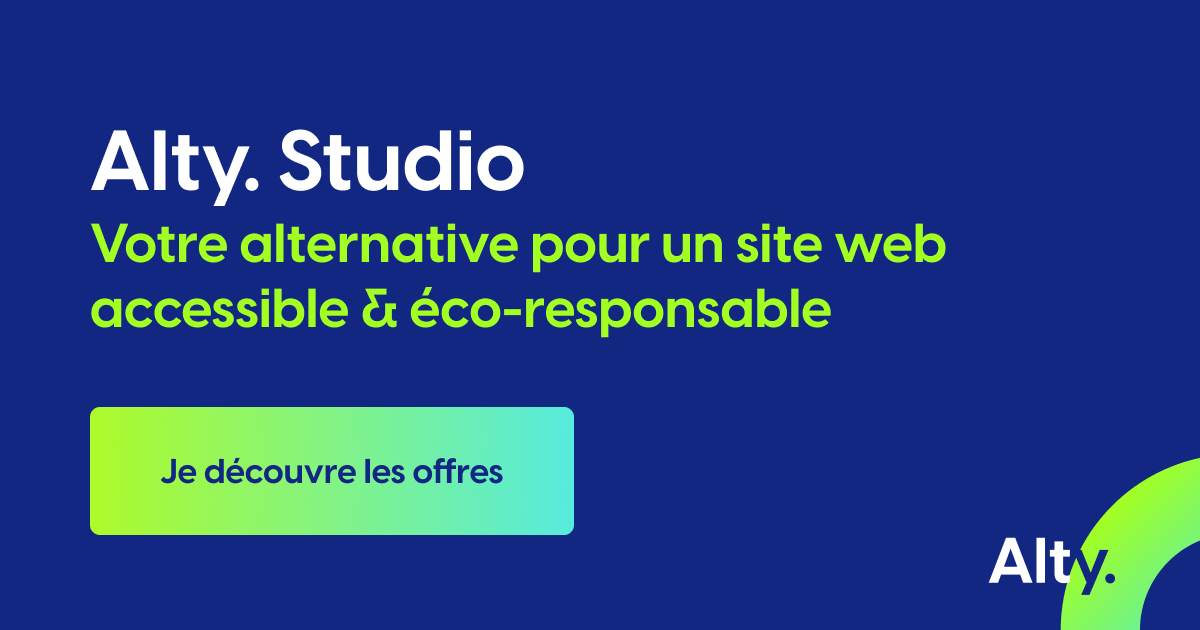 Alty. Studio
Votre alternative pour un site web
accessible & éco-responsable
Je découvre les offres
Alty.